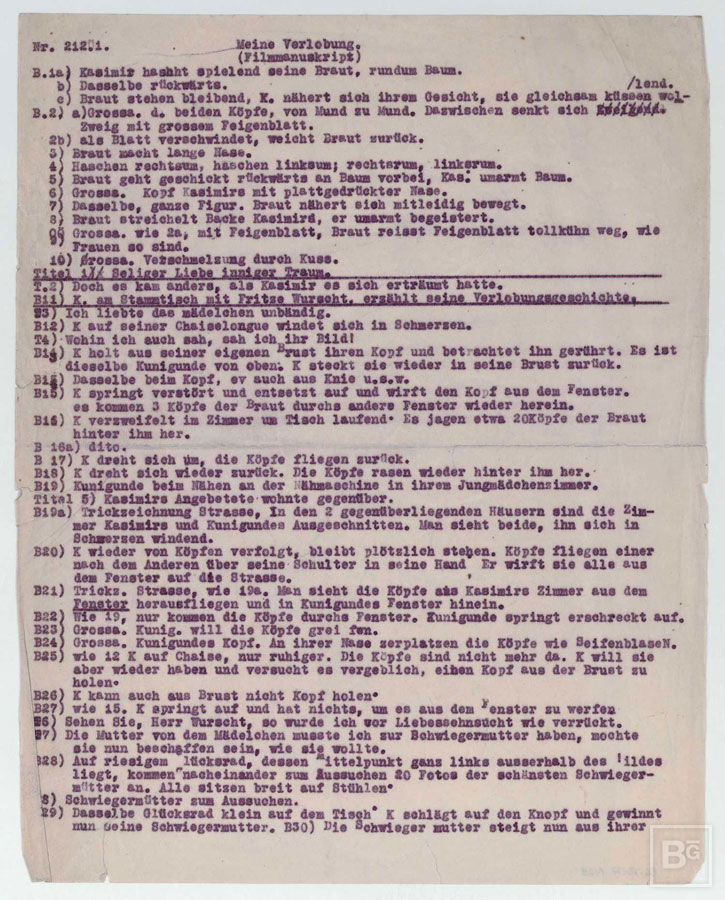 Nr. 21201. Meine Verlobung.
(Filmmanuskript)
B.1a) Kasimir hashht spielend seine Braut, rundum Baum.
b) Dasselbe rückwärts. /lend.
c) Braut stehen bleibend, K. nähert sich ihrem Gesicht, sie gleichsam küssen wol-
B.2) a)Grossa. d. beiden Köpfe, von Mund zu Mund. Dazwischen senkt sich
Zweig mit grossem Feigenblatt.
2b) als Blatt verschwindet, weicht Braut zurück.
3) Braut macht lange Nase.
4) Haschen rechtsum, haschen linksum; rechtsrum, linksrum.
5) Braut geht geschickt rückwärts an Baum vorbei, Kas. umarmt Baum.
6) Grossa. Kopf Kasimirs mit plattgedrückter Nase.
7) Dasselbe, ganze Figur. Braut nähert sich mitleidig bewegt.
8) Braut streichelt Backe Kasimird, er umarmt begeistert.
9) Grossa. wie 2a, mit Feigenblatt, Braut reisst Feigenblatt tollkühn weg, wie
Frauen so sind.
10) Grossa. Verschmelzung durch Kuss.
Titel 1 Seliger Liebe inniger Traum.
T.2) Doch es kam anders, als Kasimir es sich erträumt hatte.
B11) K. am Stammtisch mit Fritze Wurscht, erzählt seine Verlobungsgeschichte.
T3) Ich liebte das mädelchen unbändig.
B12) K auf seiner Chaiselongue windet sich in Schmerzen.
T4) Wohin ich auch sah, sah ich ihr Bild!
B13) K holt aus seiner eigenen Brust ihren Kopf und betrachtet ihn gerührt. Es ist
dieselbe Kunigunde von oben. K steckt sie wieder in seine Brust zurück.
B14) Dasselbe beim Kopf, ev auch aus Knie u.s.w.
B15) K springt verstört und entsetzt auf und wirft den Kopf aus dem Fenster.
es kommen 3 Köpfe der Braut durchs andere Fenster wieder herein.
B16) K verzweifelt im Zimmer um Tisch laufend. Es jagen etwa 20Köpfe der Braut
hinter ihm her.
B 16a) dito.
B 17) K dreht sich um, die Köpfe fliegen zurück.
B18) K dreht sich wieder zurück. Die Köpfe rasen wieder hinter ihm her.
B19) Kunigunde beim Nähen an der Nähmaschine in ihrem Jungmädchenzimmer.
Titel 5) Kasimirs Angebetete wohnte gegenüber.
B19a) Trickzeichnung Strasse, In den 2 gegenüberliegenden Häusern sind die Zim-
mer Kasimirs und Kunigundes Ausgeschnitten. Man sieht beide, ihn sich in
Schmerzen windend.
B20) K wieder von Köpfen verfolgt, bleibt plötzlich stehen. Köpfe fliegen einer
nach dem Anderen über seine Schulter in seine Hand Er wirft sie alle aus
dem Fenster auf die Strasse.
B21) Trickz. Strasse, wie 19a. Man sieht die Köpfe aus Kasimirs Zimmer aus dem
Fenster herausfliegen und in Kunigundes Fenster hinein.
B22) Wie 19, nur kommen die Köpfe durchs Fenster. Kunigunde springt erschreckt auf.
B23) Grossa. Kunig. will die Köpfe grei fen.
B24) Grossa. Kunigundes Kopf. An ihrer Nase zerplatzen die Köpfe wie SeifenblaseN.
B25) wie 12 K auf Chaise, nur ruhiger. Die Köpfe sind nicht mehr da. K will sie
aber wieder haben und versucht es vergeblich, einen Kopf aus der Brust zu
holen.
B26) K kann auch aus Brust nicht Kopf holen.
B27) wie 15. K springt auf und hat nichts, um es aus dem Fenster zu werfen
T6) Sehen Sie, Herr Wurscht, so wurde ich vor Liebessehnsucht wie verrückt.
T7) Die Mutter von dem Mädelchen musste ich zur Schwiegermutter haben, mochte
sie nun beschaffen sein, wie sie wollte.
B28) Auf riesigem lücksrad, dessen Mittelpunkt ganz links ausserhalb des Bildes
liegt, kommen nacheinander zum Aussuchen 20 Fotos der schönsten Schwieger-
mütter an. Alle sitzen breit auf Stühlen
8) Schwiegermütter zum Aussuchen.
29) Dasselbe Glücksrad klein auf dem Tisch K schlägt auf den Knopf und gewinnt
nun seine Schwiegermutter. B30) Die Schwieger mutter steigt nun aus ihrer
BG